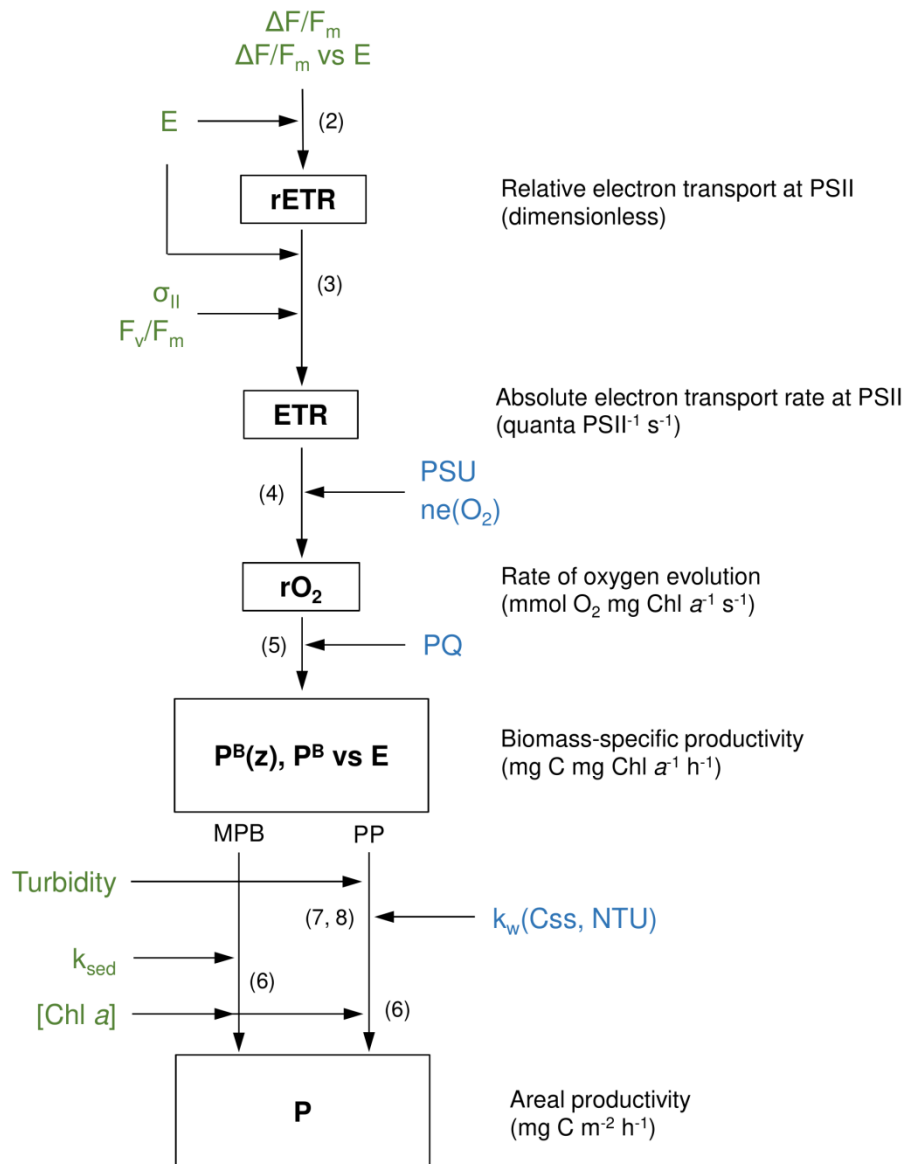 ΔF/Fₘ
ΔF/Fₘ vs E
E
(2)
rETR
Relative electron transport at PSII
(dimensionless)
(3)
σ_II
Fᵥ/Fₘ
ETR
Absolute electron transport rate at PSII
(quanta PSII⁻¹ s⁻¹)
(4)
PSU
ne(O₂)
rO₂
Rate of oxygen evolution
(mmol O₂ mg Chl a⁻¹ s⁻¹)
(5)
PQ
Pᴮ(z), Pᴮ vs E
Biomass-specific productivity
(mg C mg Chl a⁻¹ h⁻¹)
MPB
PP
Turbidity
(7, 8)
k_w(Css, NTU)
k_sed
(6)
[Chl a]
(6)
P
Areal productivity
(mg C m⁻² h⁻¹)